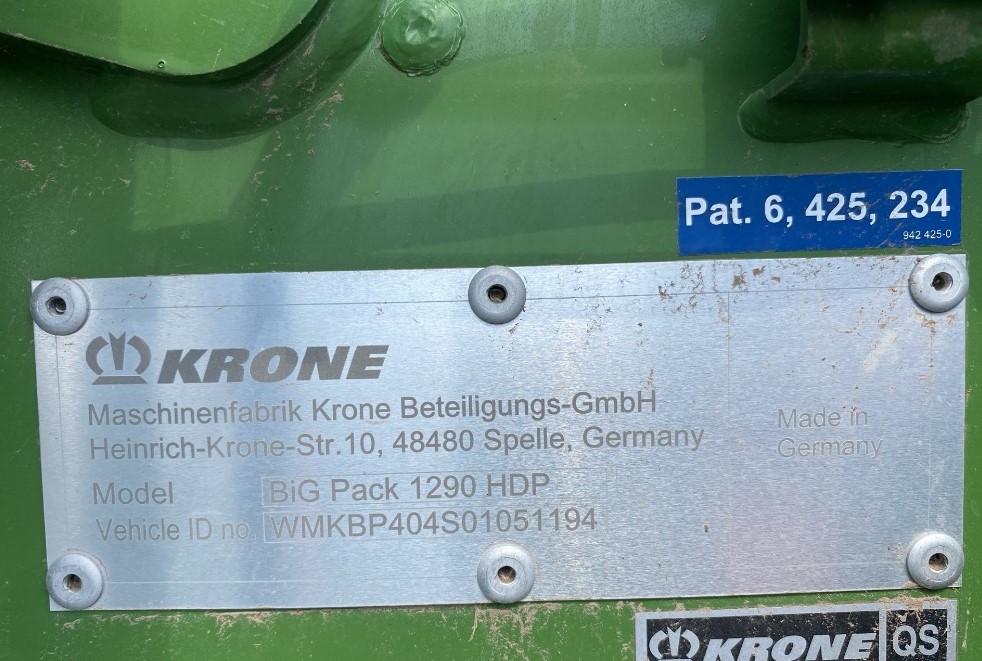 Pat. 6, 425, 234
942 425-0
KRONE
Maschinenfabrik Krone Beteiligungs-GmbH
Heinrich-Krone-Str.10, 48480 Spelle, Germany
Made in
Germany
Model BiG Pack 1290 HDP
Vehicle ID no. WMKBP404S01051194
KRONE QS